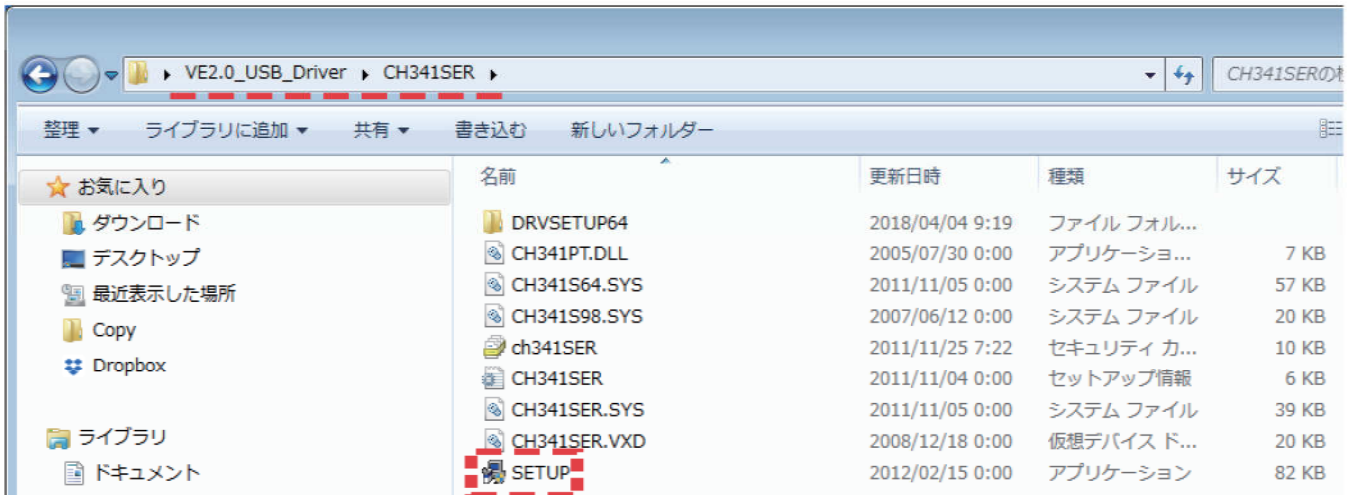 VE2.0_USB_Driver CH341SER
CH341SERの
整理 ライブラリに追加 共有 書き込む 新しいフォルダー
お気に入り
ダウンロード
デスクトップ
最近表示した場所
Copy
Dropbox
ライブラリ
ドキュメント
名前 更新日時 種類 サイズ
DRVSETUP64 2018/04/04 9:19 ファイル フォル...
CH341PT.DLL 2005/07/30 0:00 アプリケーショ... 7 KB
CH341S64.SYS 2011/11/05 0:00 システム ファイル 57 KB
CH341S98.SYS 2007/06/12 0:00 システム ファイル 20 KB
ch341SER 2011/11/25 7:22 セキュリティ カ... 10 KB
CH341SER 2011/11/04 0:00 セットアップ情報 6 KB
CH341SER.SYS 2011/11/05 0:00 システム ファイル 39 KB
CH341SER.VXD 2008/12/18 0:00 仮想デバイス ド... 20 KB
SETUP 2012/02/15 0:00 アプリケーション 82 KB